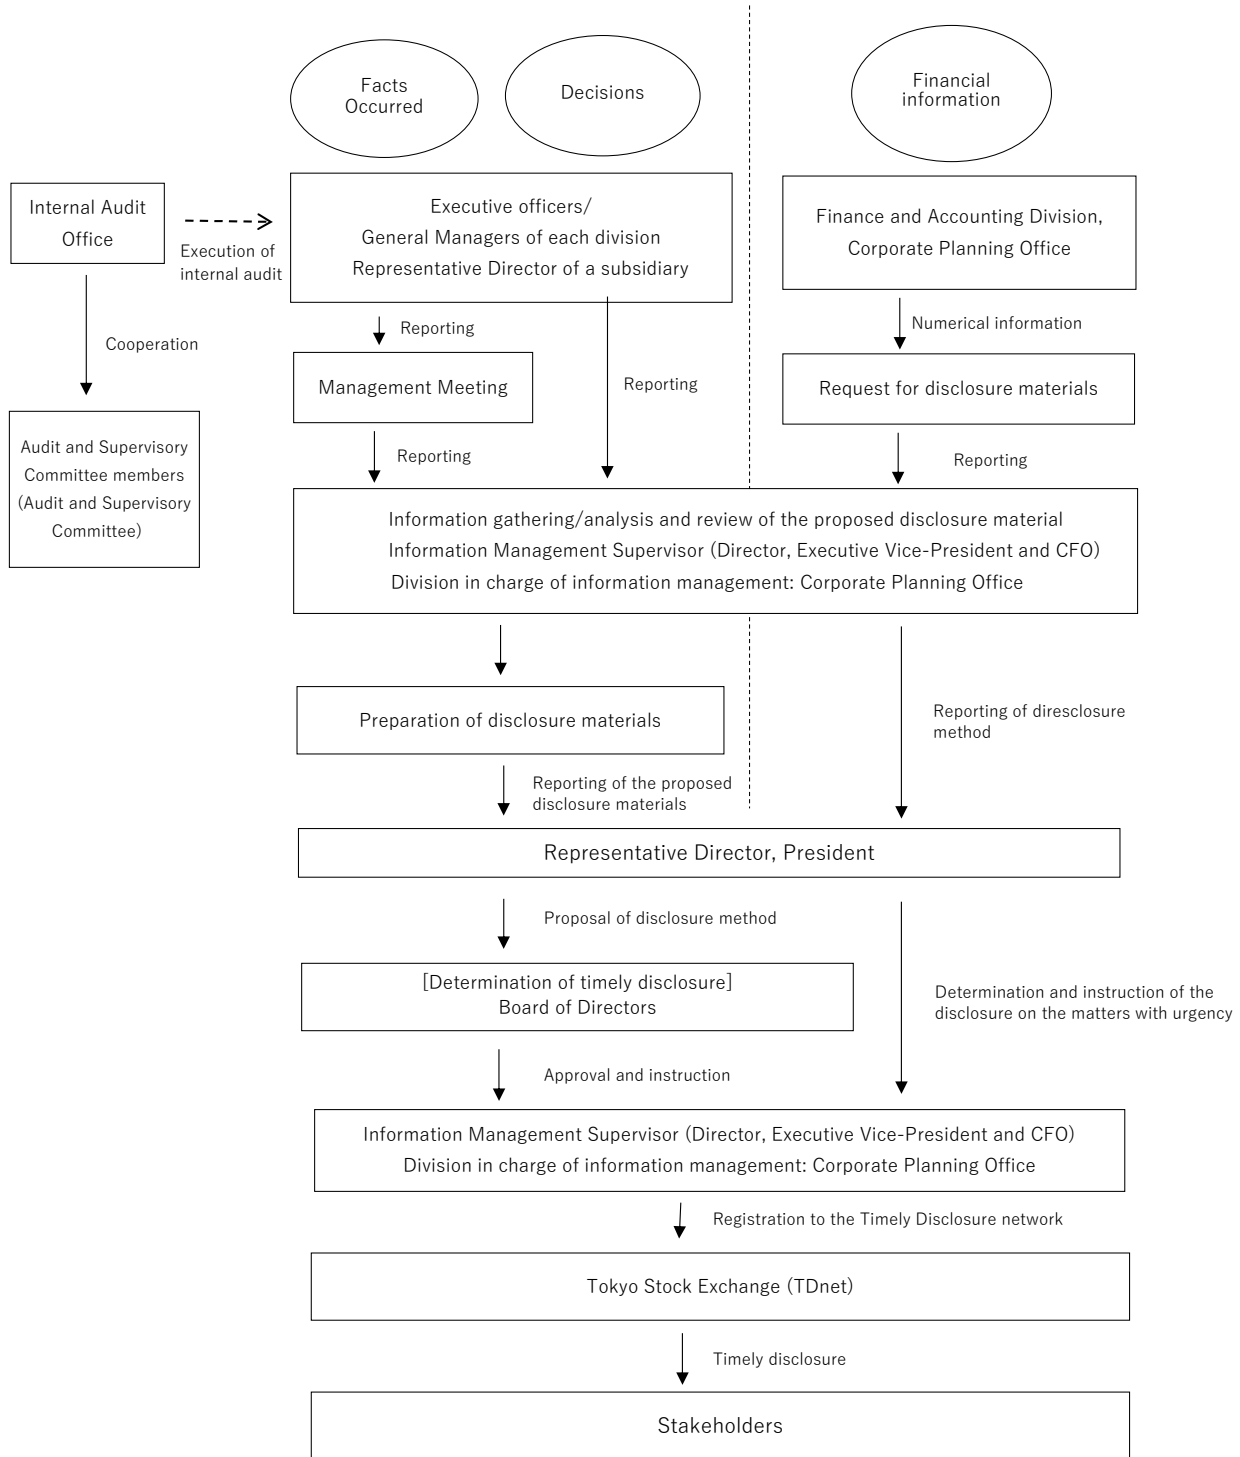 Facts
Occurred
Decisions
Financial
information
Internal Audit
Office
Execution of
internal audit
Executive officers/
General Managers of each division
Representative Director of a subsidiary
Finance and Accounting Division,
Corporate Planning Office
Cooperation
Reporting
Numerical information
Management Meeting
Reporting
Request for disclosure materials
Audit and Supervisory
Committee members
(Audit and Supervisory
Committee)
Reporting
Reporting
Information gathering/analysis and review of the proposed disclosure material
Information Management Supervisor (Director, Executive Vice-President and CFO)
Division in charge of information management: Corporate Planning Office
Preparation of disclosure materials
Reporting of diresclosure
method
Reporting of the proposed
disclosure materials
Representative Director, President
Proposal of disclosure method
[Determination of timely disclosure]
Board of Directors
Determination and instruction of the
disclosure on the matters with urgency
Approval and instruction
Information Management Supervisor (Director, Executive Vice-President and CFO)
Division in charge of information management: Corporate Planning Office
Registration to the Timely Disclosure network
Tokyo Stock Exchange (TDnet)
Timely disclosure
Stakeholders